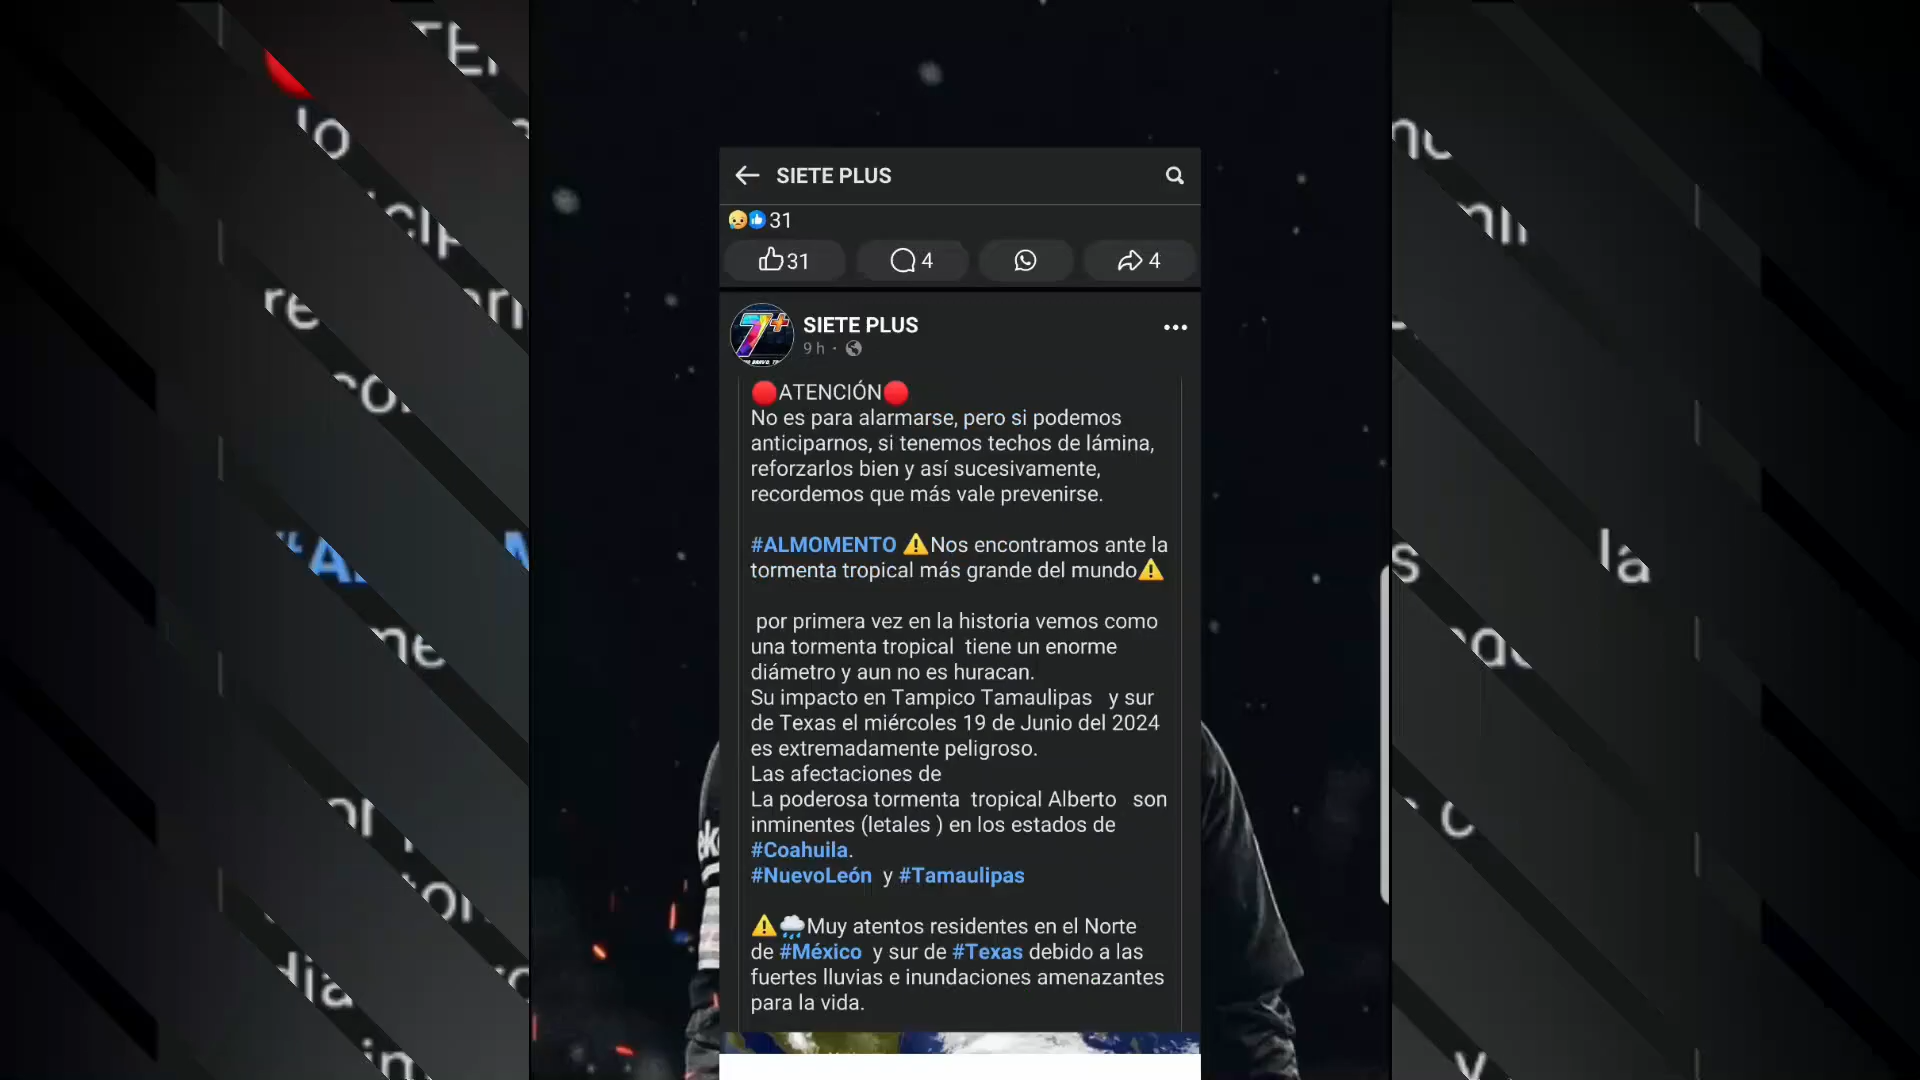 SIETE PLUS
31
31
4
4
SIETE PLUS
9 h ·
ATENCIÓN
No es para alarmarse, pero si podemos
anticiparnos, si tenemos techos de lámina,
reforzarlos bien y así sucesivamente,
recordemos que más vale prevenirse.
#ALMOMENTO ⚠️Nos encontramos ante la
tormenta tropical más grande del mundo⚠️
por primera vez en la historia vemos como
una tormenta tropical tiene un enorme
diámetro y aun no es huracan.
Su impacto en Tampico Tamaulipas y sur
de Texas el miércoles 19 de Junio del 2024
es extremadamente peligroso.
Las afectaciones de
La poderosa tormenta tropical Alberto son
inminentes (letales ) en los estados de
#Coahuila.
#NuevoLeón y #Tamaulipas
⚠️🌧️Muy atentos residentes en el Norte
de #México y sur de #Texas debido a las
fuertes lluvias e inundaciones amenazantes
para la vida.